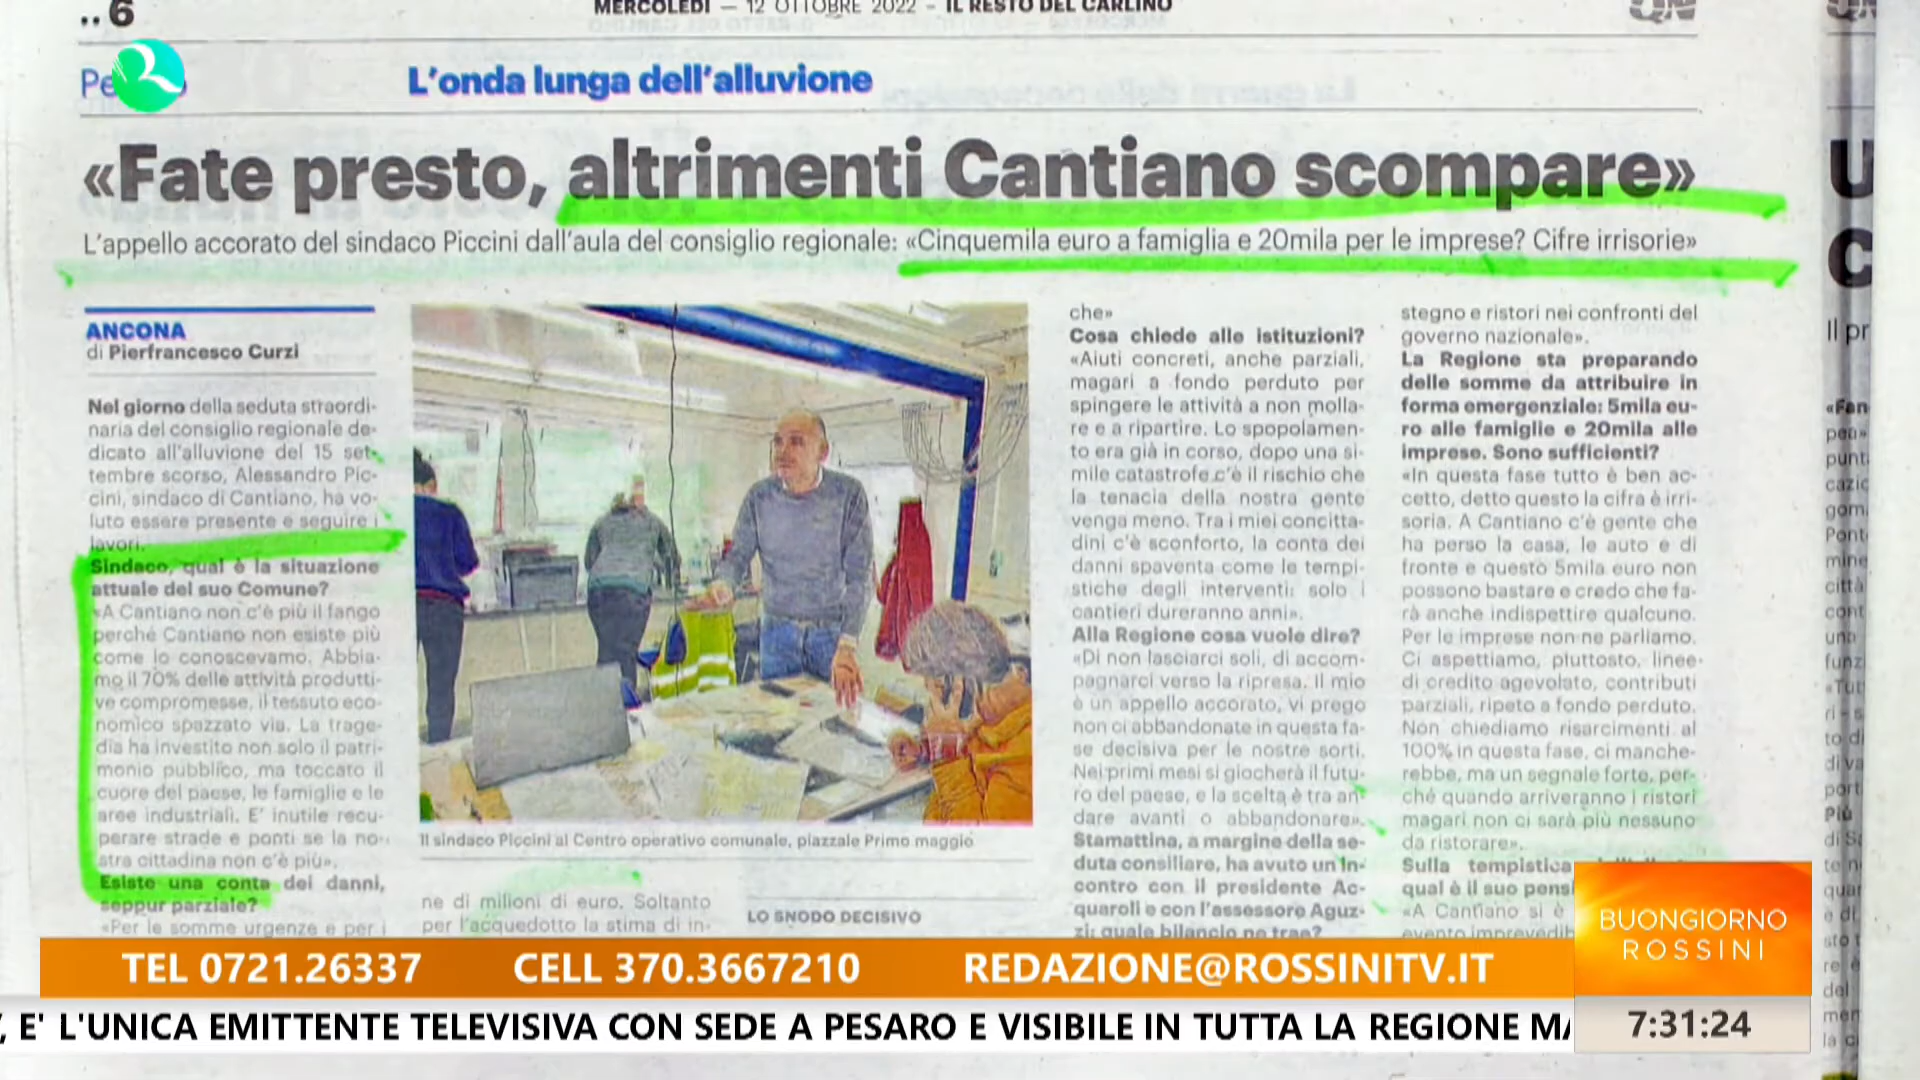 ..6
MERCOLEDÌ — 12 OTTOBRE 2022 – IL RESTO DEL CARLINO
QN
L'onda lunga dell'alluvione
«Fate presto, altrimenti Cantiano scompare»
L'appello accorato del sindaco Piccini dall'aula del consiglio regionale: «Cinquemila euro a famiglia e 20mila per le imprese? Cifre irrisorie»
ANCONA
di Pierfrancesco Curzi
Nel giorno della seduta straordi-
naria del consiglio regionale de-
dicato all'alluvione del 15 set-
tembre scorso, Alessandro Pic-
cini, sindaco di Cantiano, ha vo-
luto essere presente e seguire i
lavori.
Sindaco, qual è la situazione
attuale del suo Comune?
«A Cantiano non c'è più il fango
perché Cantiano non esiste più
come lo conoscevamo. Abbia-
mo il 70% delle attività produtti-
ve compromesse, il tessuto eco-
nomico spazzato via. La trage-
dia ha investito non solo il patri-
monio pubblico, ma toccato il
cuore del paese, le famiglie e le
aree industriali. E' inutile recu-
perare strade e ponti se la no-
stra cittadina non c'è più».
Esiste una conta dei danni,
seppur parziale?
«Per le somme urgenze e per i
Il sindaco Piccini al Centro operativo comunale, piazzale Primo maggio
ne di milioni di euro. Soltanto
per l'acquedotto la stima di in-
LO SNODO DECISIVO
che»
Cosa chiede alle istituzioni?
«Aiuti concreti, anche parziali,
magari a fondo perduto per
spingere le attività a non molla-
re e a ripartire. Lo spopolamen-
to era già in corso, dopo una si-
mile catastrofe c'è il rischio che
la tenacia della nostra gente
venga meno. Tra i miei concitta-
dini c'è sconforto, la conta dei
danni spaventa come le tempi-
stiche degli interventi: solo i
cantieri dureranno anni».
Alla Regione cosa vuole dire?
«Di non lasciarci soli, di accom-
pagnarci verso la ripresa. Il mio
è un appello accorato, vi prego
non ci abbandonate in questa fa-
se decisiva per le nostre sorti.
Nei primi mesi si giocherà il futu-
ro del paese, e la scelta è tra an-
dare avanti o abbandonare».
Stamattina, a margine della se-
duta consiliare, ha avuto un in-
contro con il presidente Ac-
quaroli e con l'assessore Aguz-
zi: quale bilancio ne trae?
stegno e ristori nei confronti del
governo nazionale».
La Regione sta preparando
delle somme da attribuire in
forma emergenziale: 5mila eu-
ro alle famiglie e 20mila alle
imprese. Sono sufficienti?
«In questa fase tutto è ben ac-
cetto, detto questo la cifra è irri-
soria. A Cantiano c'è gente che
ha perso la casa, le auto e di
fronte e questo 5mila euro non
possono bastare e credo che fa-
rà anche indispettire qualcuno.
Per le imprese non ne parliamo.
Ci aspettiamo, piuttosto, linee
di credito agevolato, contributi
parziali, ripeto a fondo perduto.
Non chiediamo risarcimenti al
100% in questa fase, ci manche-
rebbe, ma un segnale forte, per-
ché quando arriveranno i ristori
magari non ci sarà più nessuno
da ristorare».
Sulla tempistica
qual è il suo pensi
«A Cantiano si è
evento imprevedib
Il pr
TEL 0721.26337 CELL 370.3667210 REDAZIONE@ROSSINITV.IT
BUONGIORNO
ROSSINI
, E' L'UNICA EMITTENTE TELEVISIVA CON SEDE A PESARO E VISIBILE IN TUTTA LA REGIONE MA
7:31:24